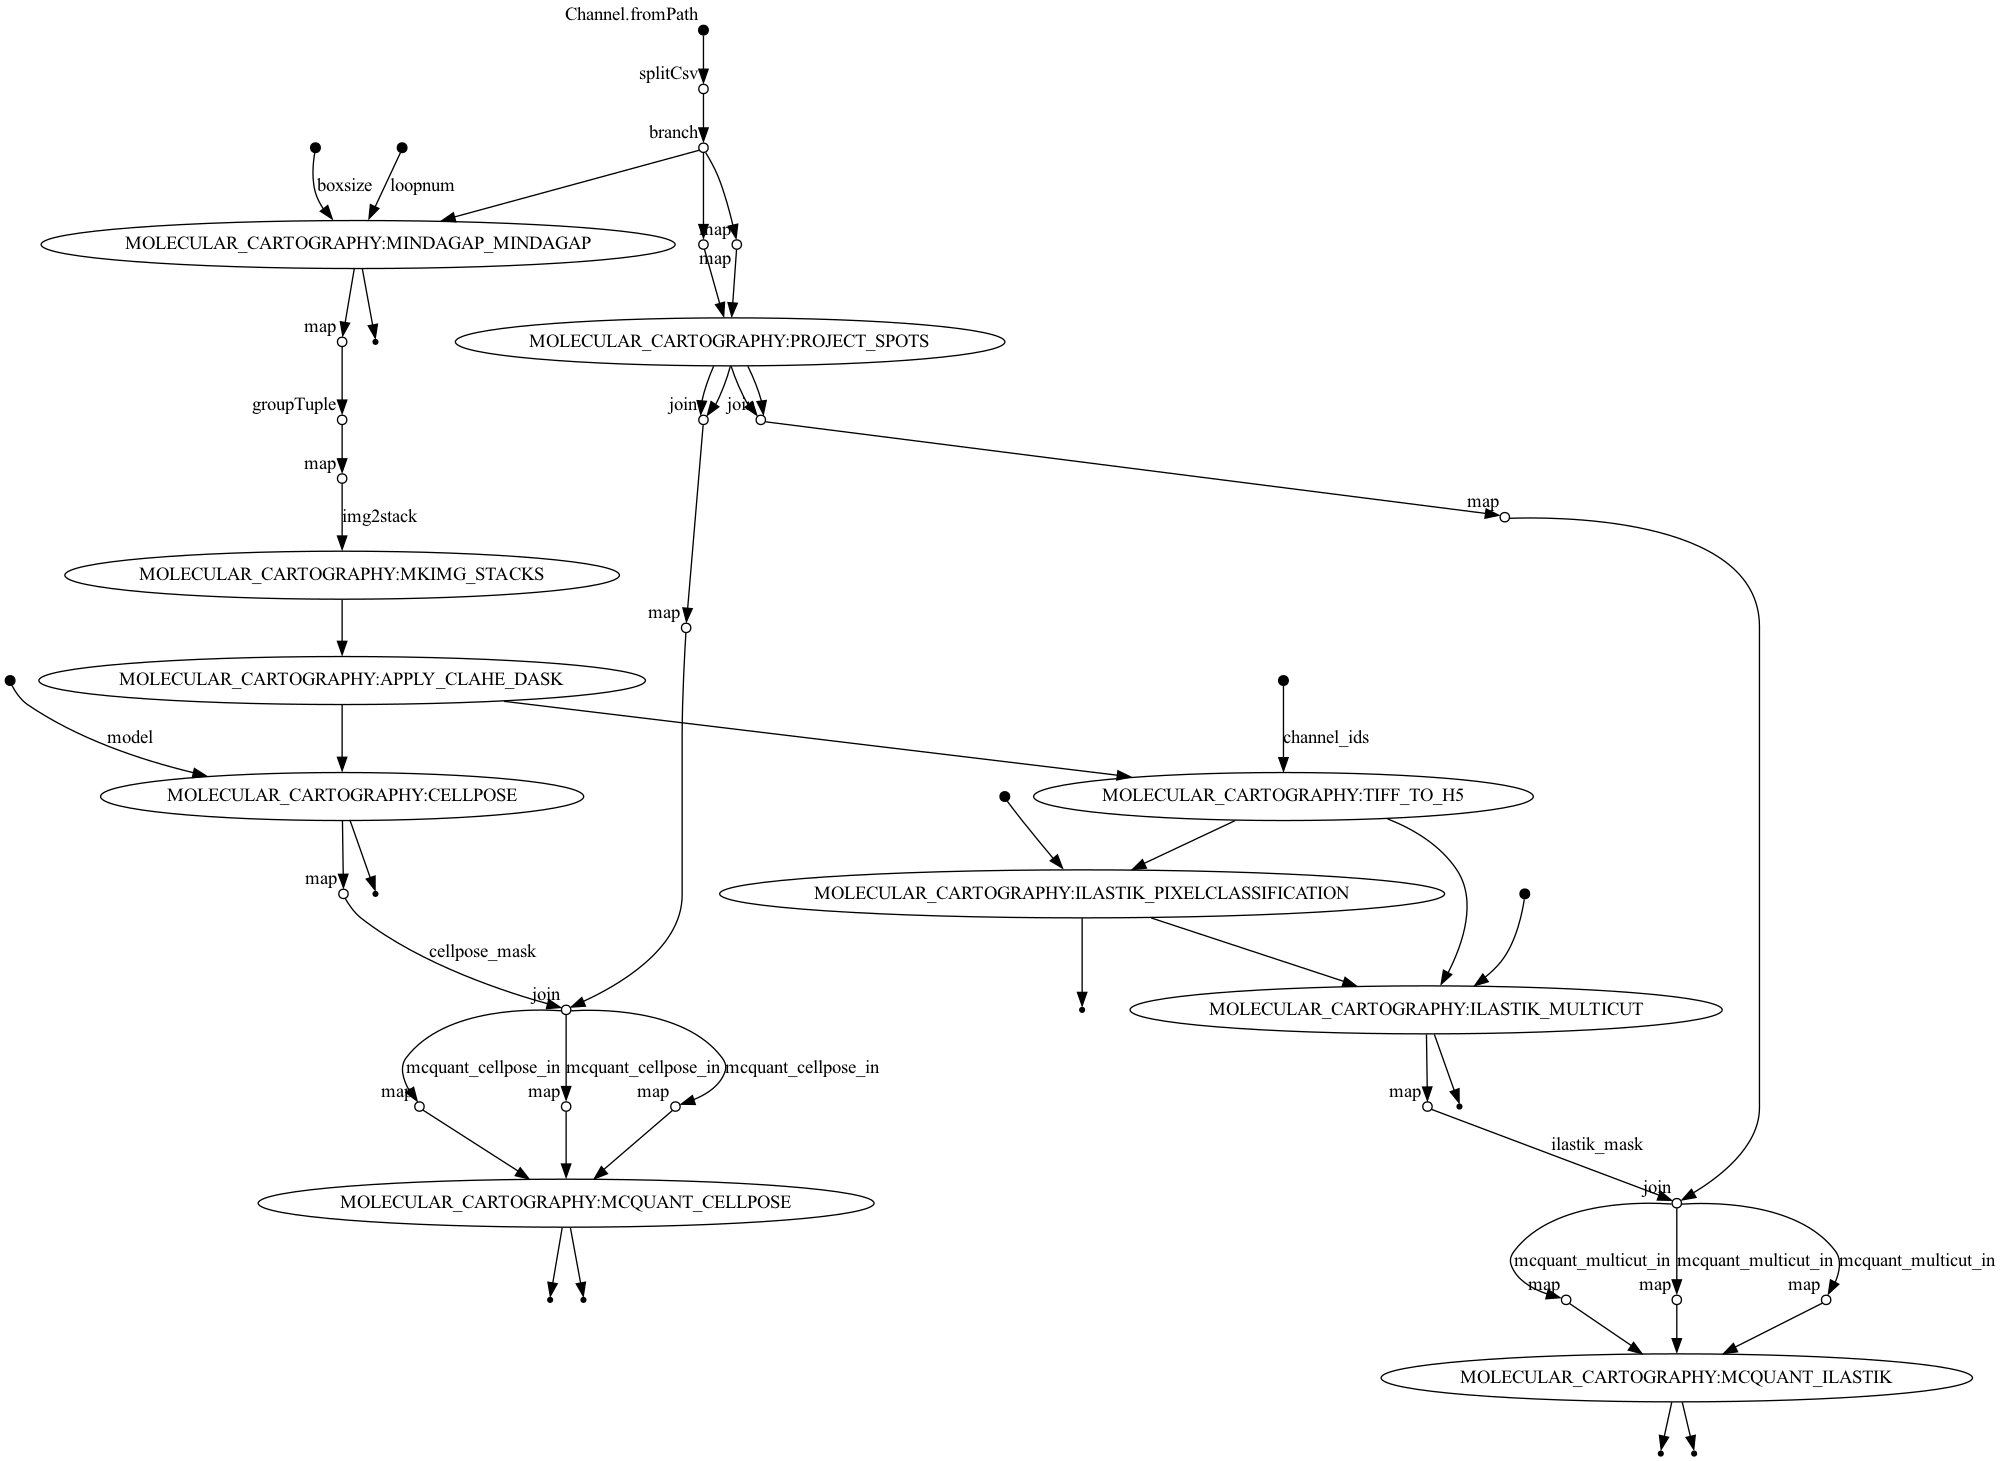 Channel.fromPath
splitCsv
branch
boxsize
loopnum
map
MOLECULAR_CARTOGRAPHY:MINDAGAP_MINDAGAP
map
map
MOLECULAR_CARTOGRAPHY:PROJECT_SPOTS
groupTuple
join
join
map
map
img2stack
MOLECULAR_CARTOGRAPHY:MKIMG_STACKS
map
MOLECULAR_CARTOGRAPHY:APPLY_CLAHE_DASK
model
channel_ids
MOLECULAR_CARTOGRAPHY:CELLPOSE
MOLECULAR_CARTOGRAPHY:TIFF_TO_H5
map
MOLECULAR_CARTOGRAPHY:ILASTIK_PIXELCLASSIFICATION
cellpose_mask
join
MOLECULAR_CARTOGRAPHY:ILASTIK_MULTICUT
mcquant_cellpose_in
mcquant_cellpose_in
mcquant_cellpose_in
map
map
map
map
ilastik_mask
join
MOLECULAR_CARTOGRAPHY:MCQUANT_CELLPOSE
mcquant_multicut_in
mcquant_multicut_in
mcquant_multicut_in
map
map
map
MOLECULAR_CARTOGRAPHY:MCQUANT_ILASTIK